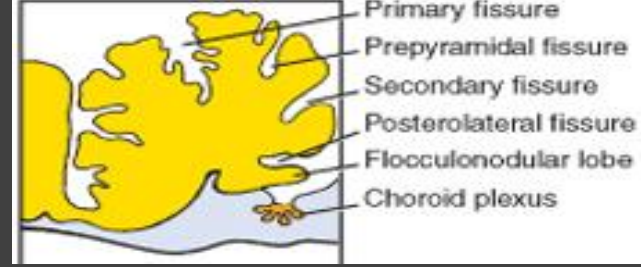 Primary fissure
Prepyramidal fissure
Secondary fissure
Posterolateral fissure
Flocculonodular lobe
Choroid plexus